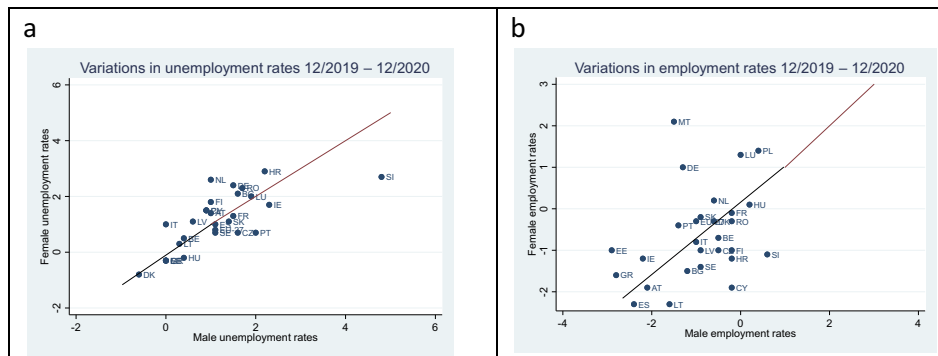 a
Variations in unemployment rates 12/2019 – 12/2020
Female unemployment rates
6
4
2
0
-2
HR
SI
NL
RO
LU
FI
IE
FR
IT
LV
SK
CZ
PT
SE
LT
HU
DK
-2
0
2
4
6
Male unemployment rates
b
Variations in employment rates 12/2019 – 12/2020
Female employment rates
3
2
1
0
-1
-2
MT
PL
LU
DE
NL
HU
SK
FR
PT
RO
IT
BE
EE
LV
FI
IE
HR
SI
SE
BG
GR
AT
CY
ES
LT
-4
-2
0
2
4
Male employment rates